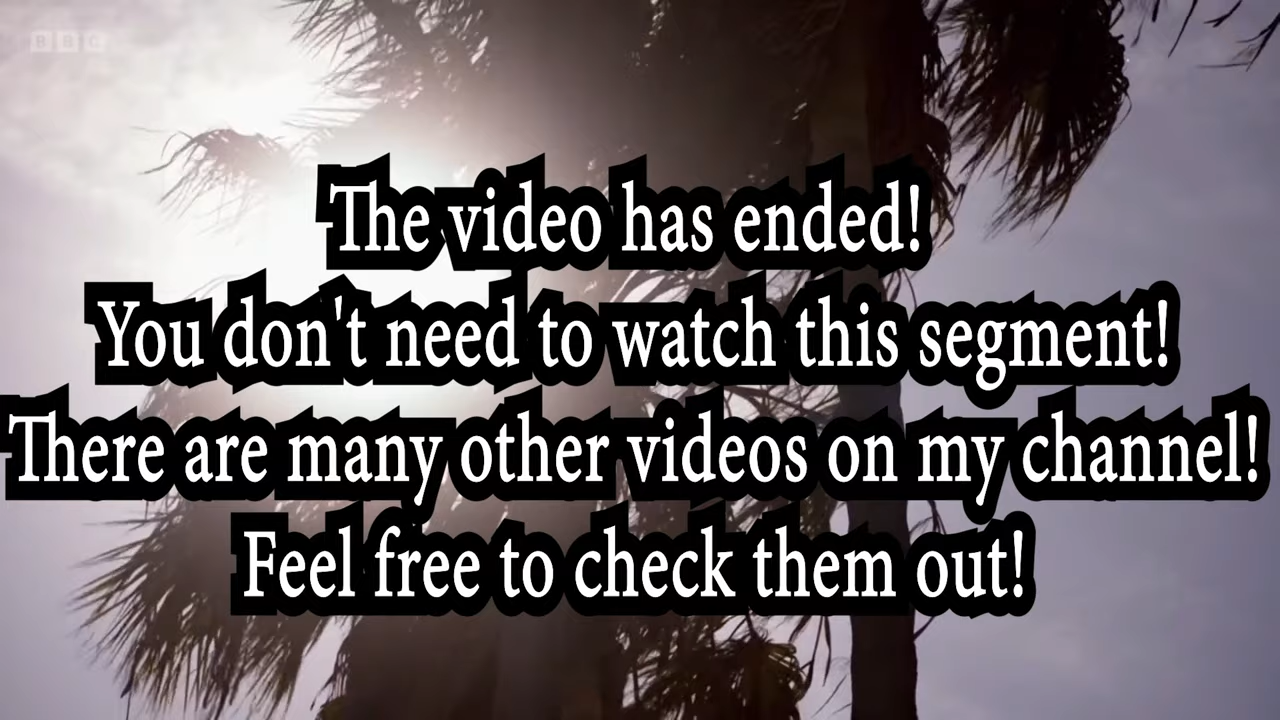 BBC
The video has ended!
You don't need to watch this segment!
There are many other videos on my channel!
Feel free to check them out!